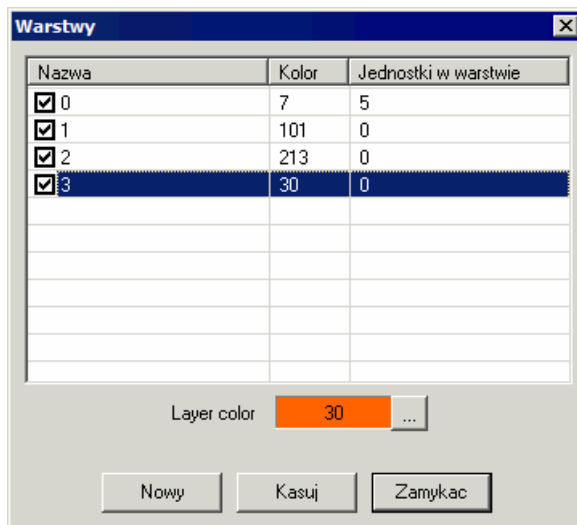 Warstwy
Nazwa Kolor Jednostki w warstwie
0 7 5
1 101 0
2 213 0
3 30 0
Layer color 30 ...
Nowy Kasuj Zamykac